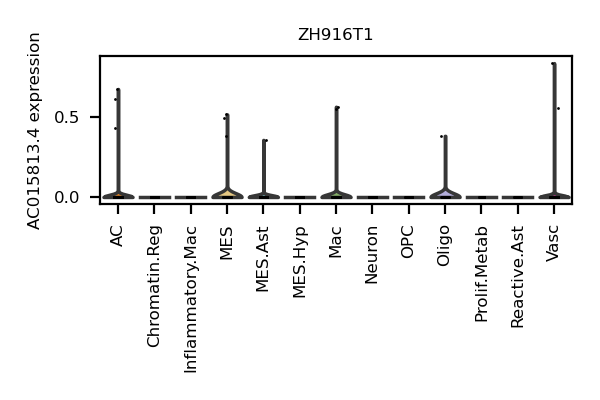 ZH916T1
AC015813.4 expression
0.5
0.0
AC
Chromatin.Reg
Inflammatory.Mac
MES
MES.Ast
MES.Hyp
Mac
Neuron
OPC
Oligo
Prolif.Metab
Reactive.Ast
Vasc